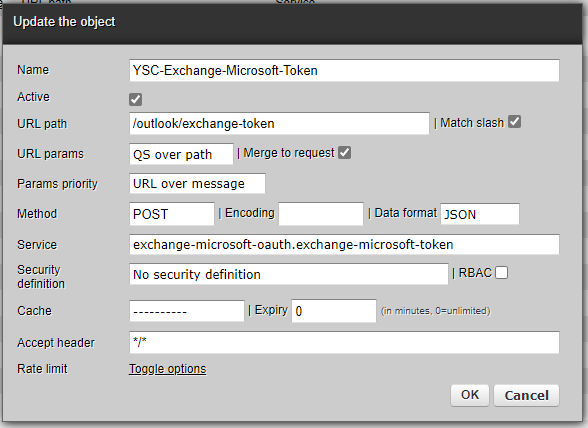 Update the object
Name YSC-Exchange-Microsoft-Token
Active
URL path /outlook/exchange-token | Match slash
URL params QS over path | Merge to request
Params priority URL over message
Method POST | Encoding | Data format JSON
Service exchange-microsoft-oauth.exchange-microsoft-token
Security
definition No security definition | RBAC
Cache ---------- | Expiry 0 (in minutes, 0=unlimited)
Accept header */*
Rate limit Toggle options
OK Cancel